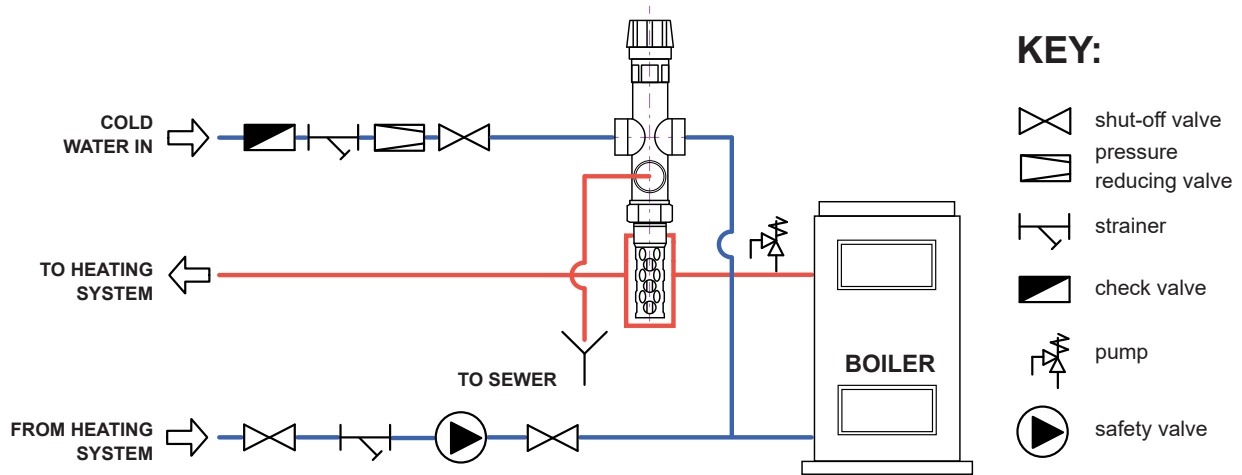 COLD
WATER IN
TO HEATING
SYSTEM
TO SEWER
FROM HEATING
SYSTEM
BOILER
KEY:
shut-off valve
pressure
reducing valve
strainer
check valve
pump
safety valve